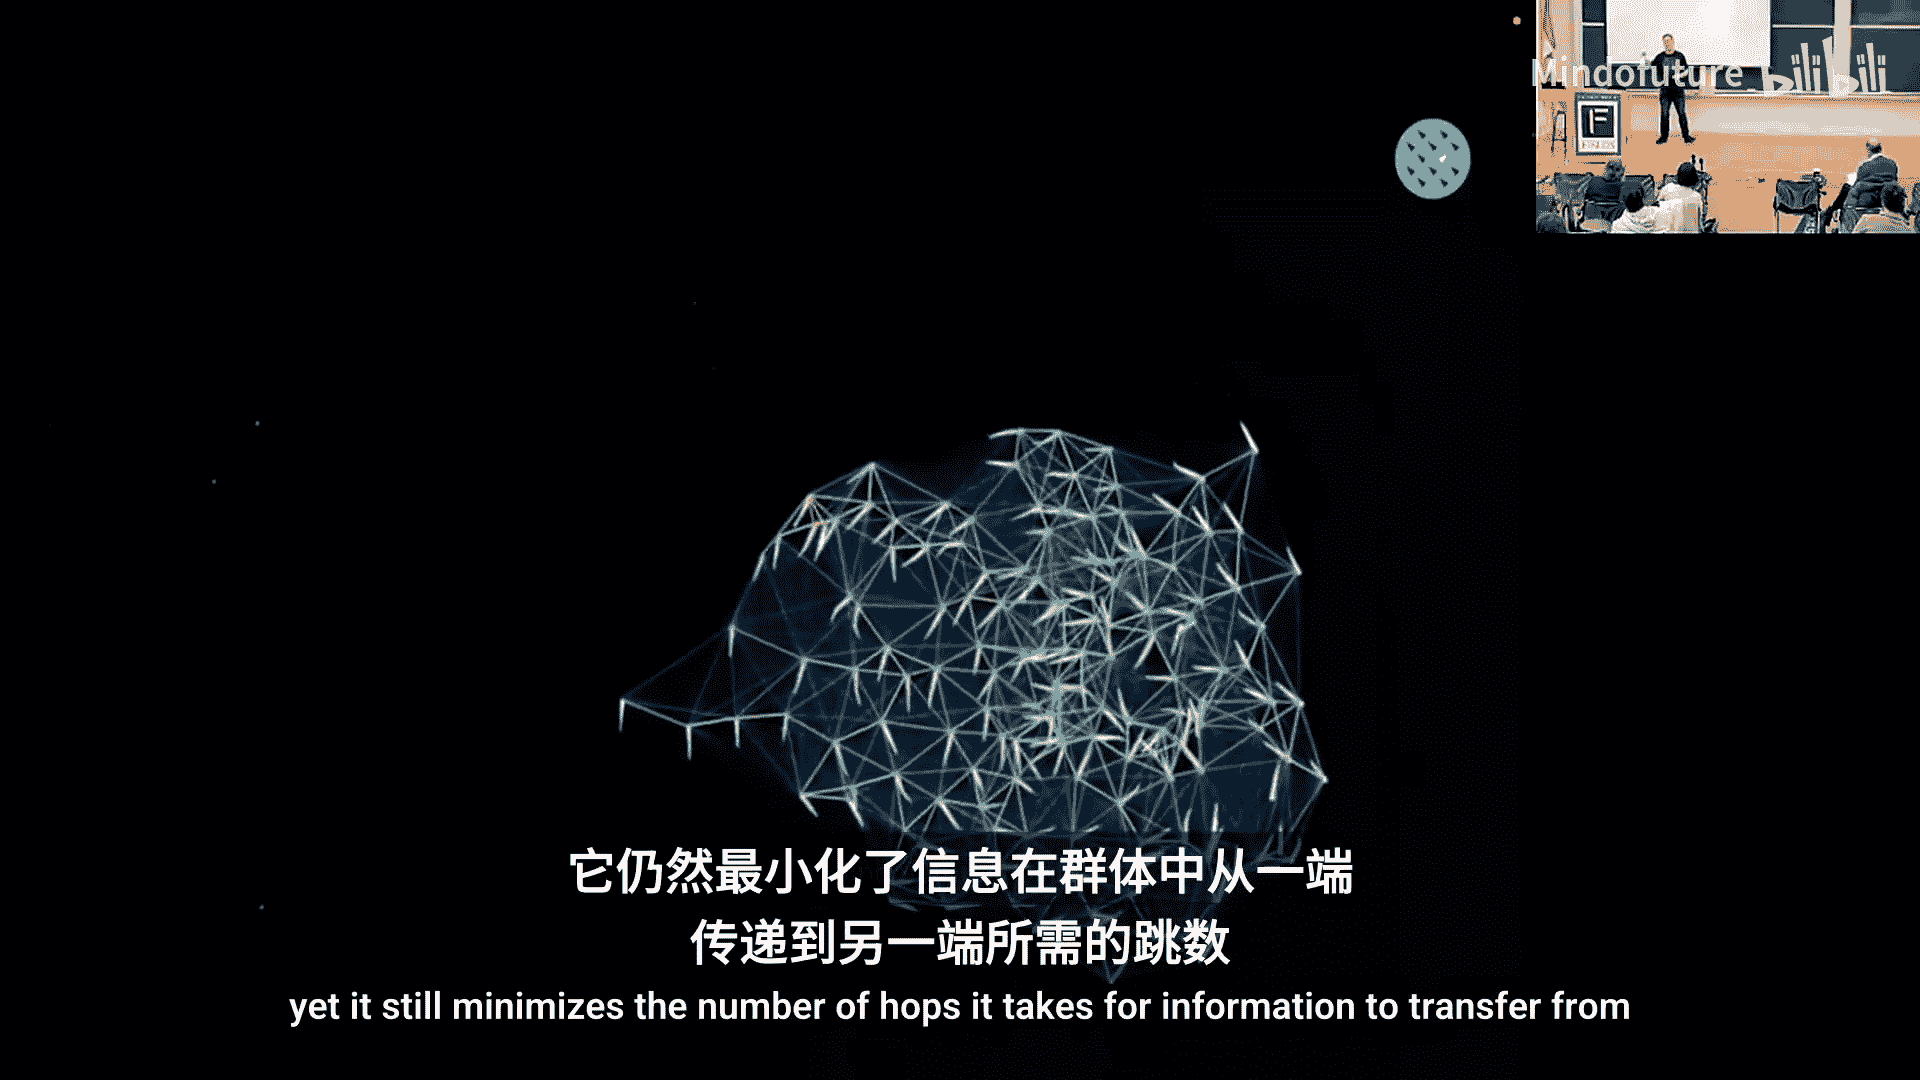 Mindofuture bilibili
F
FIELDS
它仍然最小化了信息在群体中从一端
传递到另一端所需的跳数
yet it still minimizes the number of hops it takes for information to transfer from